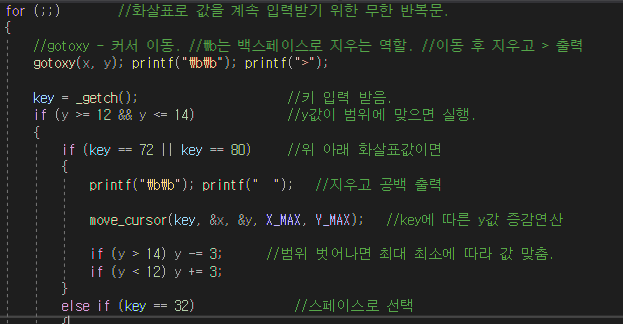 for (;;) //화살표로 값을 계속 입력받기 위한 무한 반복문.
{
//gotoxy - 커서 이동. //₩b는 백스페이스로 지우는 역할. //이동 후 지우고 > 출력
gotoxy(x, y); printf("₩b₩b"); printf(">");
key = _getch(); //키 입력 받음.
if (y >= 12 && y <= 14) //y값이 범위에 맞으면 실행.
{
if (key == 72 || key == 80) //위 아래 화살표값이면
{
printf("₩b₩b"); printf("  "); //지우고 공백 출력
move_cursor(key, &x, &y, X_MAX, Y_MAX); //key에 따른 y값 증감연산
if (y > 14) y -= 3; //범위 벗어나면 최대 최소에 따라 값 맞춤.
if (y < 12) y += 3;
}
else if (key == 32) //스페이스로 선택
{